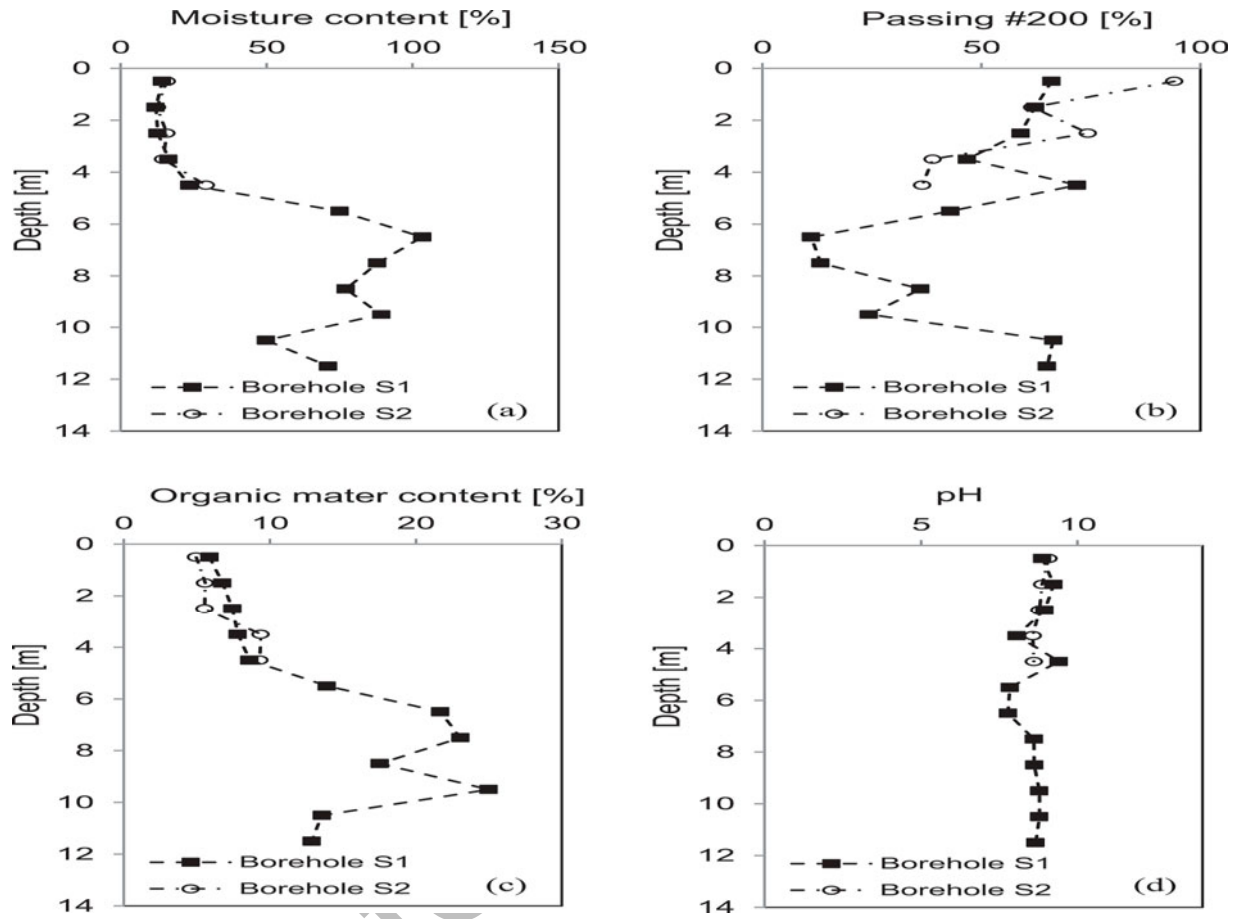 Moisture content [%]
0 50 100 150
0
2
4
6
8
10
12
14
Depth [m]
Borehole S1
Borehole S2
(a)
Passing #200 [%]
0 50 100
0
2
4
6
8
10
12
14
Depth [m]
Borehole S1
Borehole S2
(b)
Organic mater content [%]
0 10 20 30
0
2
4
6
8
10
12
14
Depth [m]
Borehole S1
Borehole S2
(c)
pH
0 5 10
0
2
4
6
8
10
12
14
Depth [m]
Borehole S1
Borehole S2
(d)